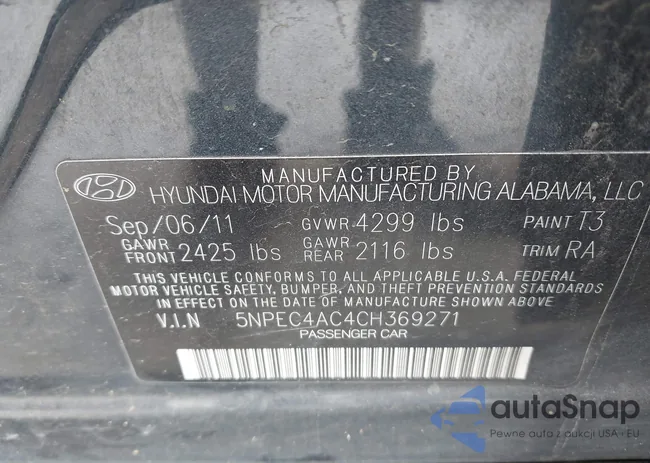 MANUFACTURED BY
HYUNDAI MOTOR MANUFACTURING ALABAMA, LLC
Sep/06/11 GVWR 4299 lbs PAINT T3
GAWR FRONT 2425 lbs GAWR REAR 2116 lbs TRIM RA
THIS VEHICLE CONFORMS TO ALL APPLICABLE U.S.A. FEDERAL
MOTOR VEHICLE SAFETY, BUMPER, AND THEFT PREVENTION STANDARDS
IN EFFECT ON THE DATE OF MANUFACTURE SHOWN ABOVE
V.I.N 5NPEC4AC4CH369271
PASSENGER CAR
autaSnap
Pewne auto z aukcji USA i EU